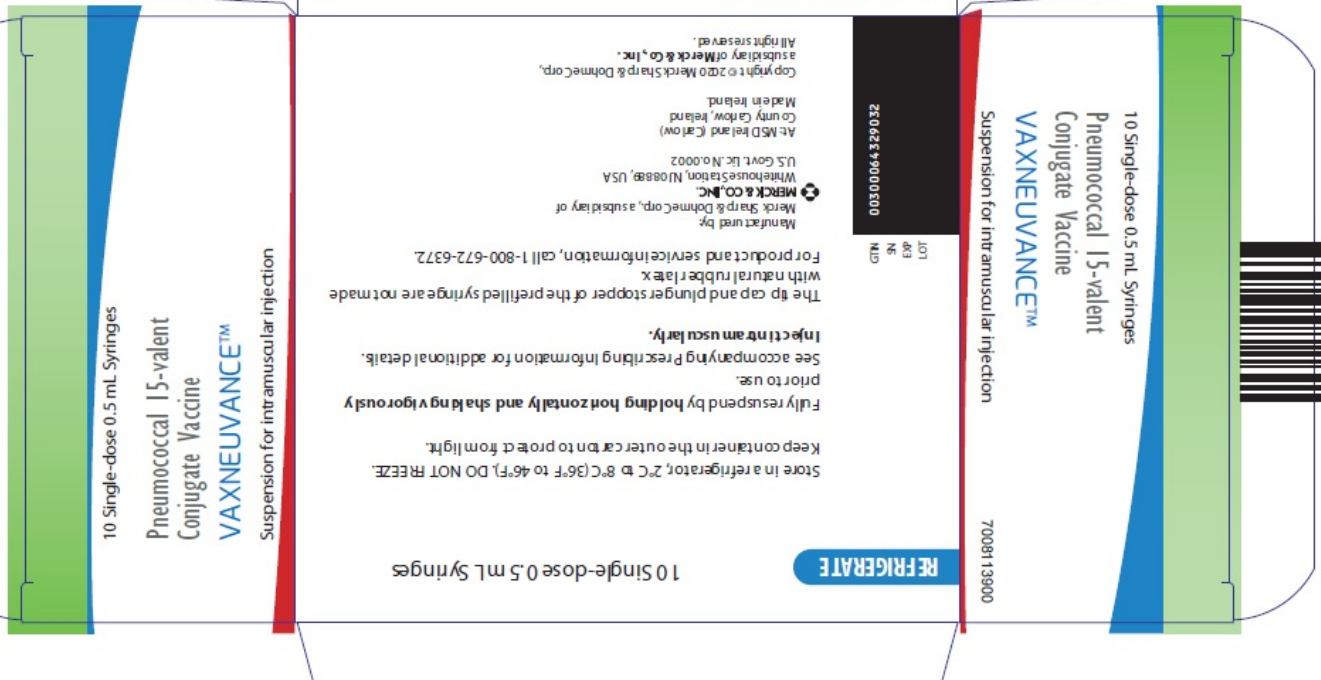 10 Single-dose 0.5 mL Syringes
Pneumococcal 15-valent
Conjugate Vaccine
VAXNEUVANCE™
Suspension for intramuscular injection
REFRIGERATE
10 Single-dose 0.5 mL Syringes
Store in a refrigerator, 2°C to 8°C (36°F to 46°F). DO NOT FREEZE.
Keep container in the outer carton to protect from light.
Fully resuspend by holding horizontally and shaking vigorously
prior to use.
See accompanying Prescribing Information for additional details.
Inject intramuscularly.
The tip cap and plunger stopper of the prefilled syringe are not made
with natural rubber latex
For product and service information, call 1-800-672-6372.
Manufactured by:
Merck Sharp & Dohme Corp., a subsidiary of
MERCK & CO., INC.
Whitehouse Station, NJ 08889, USA
U.S. Govt. Lic. No.0002
At: MSD Ireland (Carlow)
County Carlow, Ireland
Made in Ireland.
Copyright © 2020 Merck Sharp & Dohme Corp.,
a subsidiary of Merck & Co., Inc.
All rights reserved.
GTIN
SN
EXP
LOT
00300064329032
10 Single-dose 0.5 mL Syringes
Pneumococcal 15-valent
Conjugate Vaccine
VAXNEUVANCE™
Suspension for intramuscular injection
7008113900